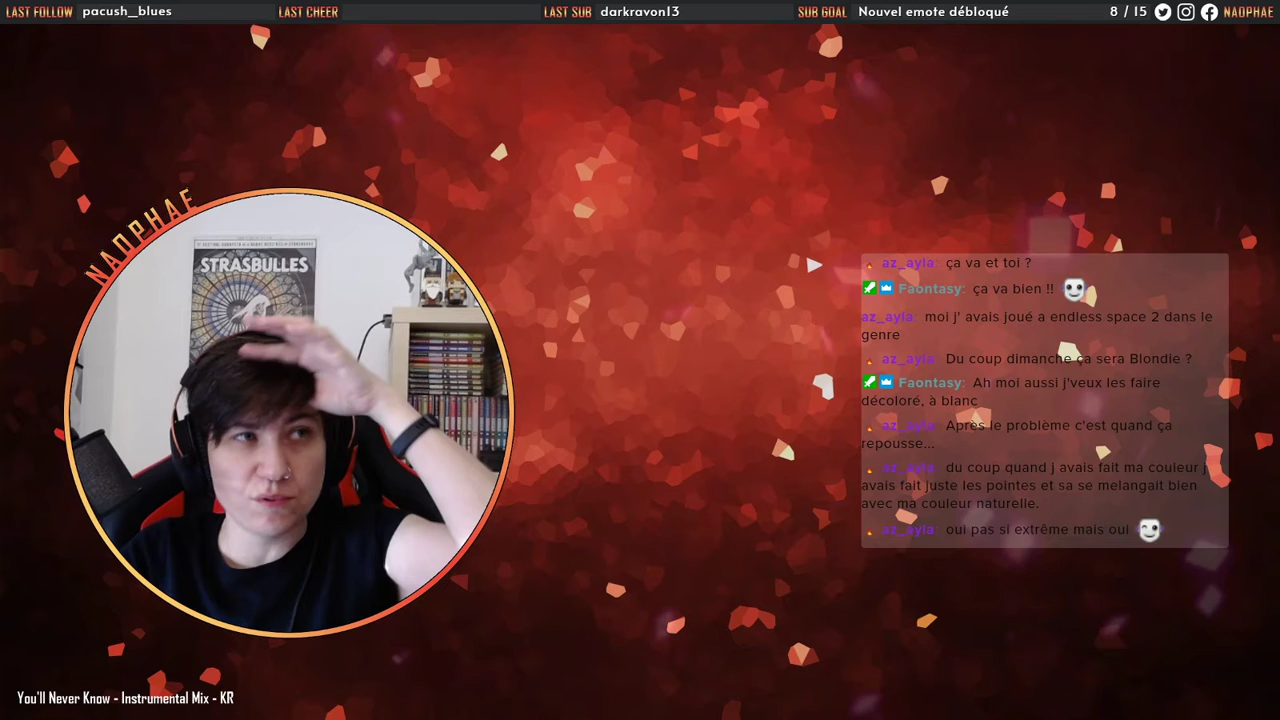 LAST FOLLOW pacush_blues LAST CHEER LAST SUB darkravon13 SUB GOAL Nouvel emote débloqué 8 / 15 NAOPHAE
NAOPHAE
STRASBULLES
az_ayla: ça va et toi ?
Faontasy: ça va bien !!
az_ayla: moi j' avais joué a endless space 2 dans le
genre
az_ayla: Du coup dimanche ça sera Blondie ?
Faontasy: Ah moi aussi j'veux les faire
décoloré, à blanc
az_ayla: Après le problème c'est quand ça
repousse...
az_ayla: du coup quand j avais fait ma couleur j
avais fait juste les pointes et sa se melangait bien
avec ma couleur naturelle.
az_ayla: oui pas si extrême mais oui
You'll Never Know - Instrumental Mix - KR